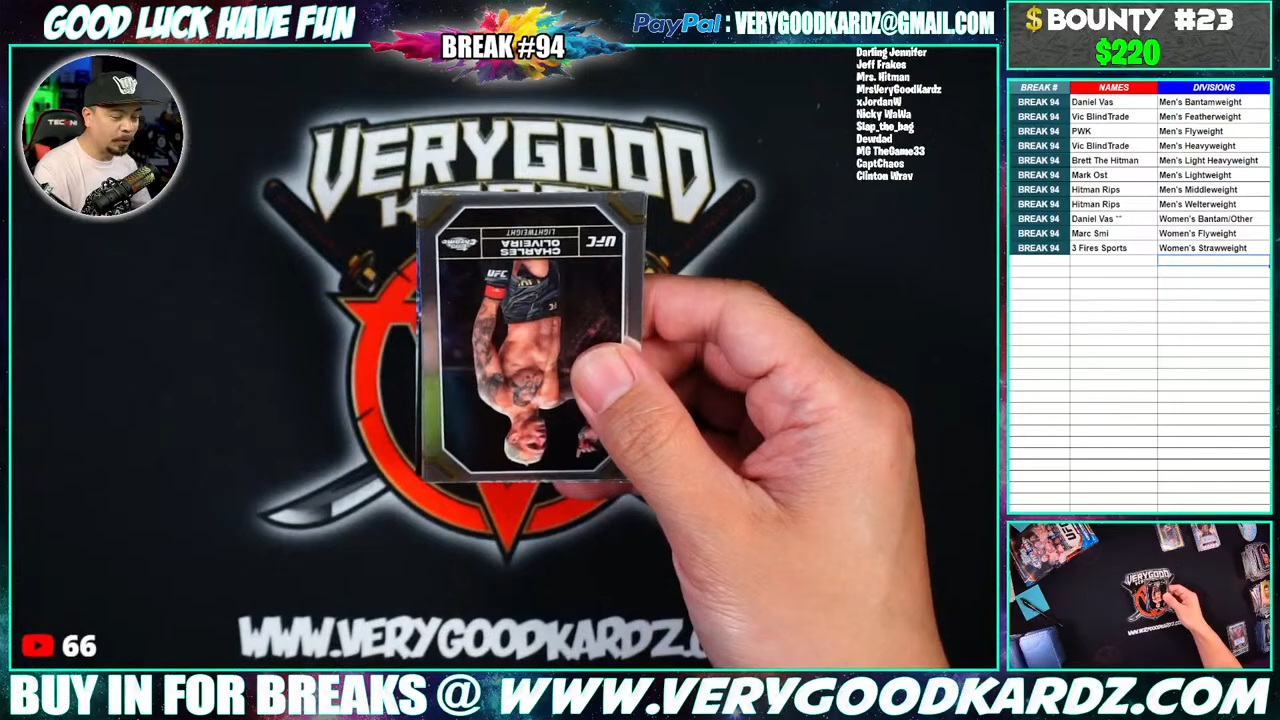 GOOD LUCK HAVE FUN
BREAK #94
PayPal : VERYGOODKARDZ@GMAIL.COM
$ BOUNTY #23
$220
Darling Jennifer
Jeff Frakes
Mrs. Hitman
MrsVeryGoodKardz
xJordanW
Nicky WaWa
Slap_the_bag
Devrdad
MG TheGame33
CaptChaos
Clinton Wray
BREAK # NAMES DIVISIONS
BREAK 94 Daniel Vas Men's Bantamweight
BREAK 94 Vic BlindTrade Men's Featherweight
BREAK 94 PWK Men's Flyweight
BREAK 94 Vic BlindTrade Men's Heavyweight
BREAK 94 Brett The Hitman Men's Light Heavyweight
BREAK 94 Mark Ost Men's Lightweight
BREAK 94 Hitman Rips Men's Middleweight
BREAK 94 Hitman Rips Men's Welterweight
BREAK 94 Daniel Vas ** Women's Bantam/Other
BREAK 94 Marc Smi Women's Flyweight
BREAK 94 3 Fires Sports Women's Strawweight
VERYGOOD
UFC
CHARLES
OLIVEIRA
LIGHTWEIGHT
UFC
WWW.VERYGOODKARDZ.C
66
BUY IN FOR BREAKS @ WWW.VERYGOODKARDZ.COM